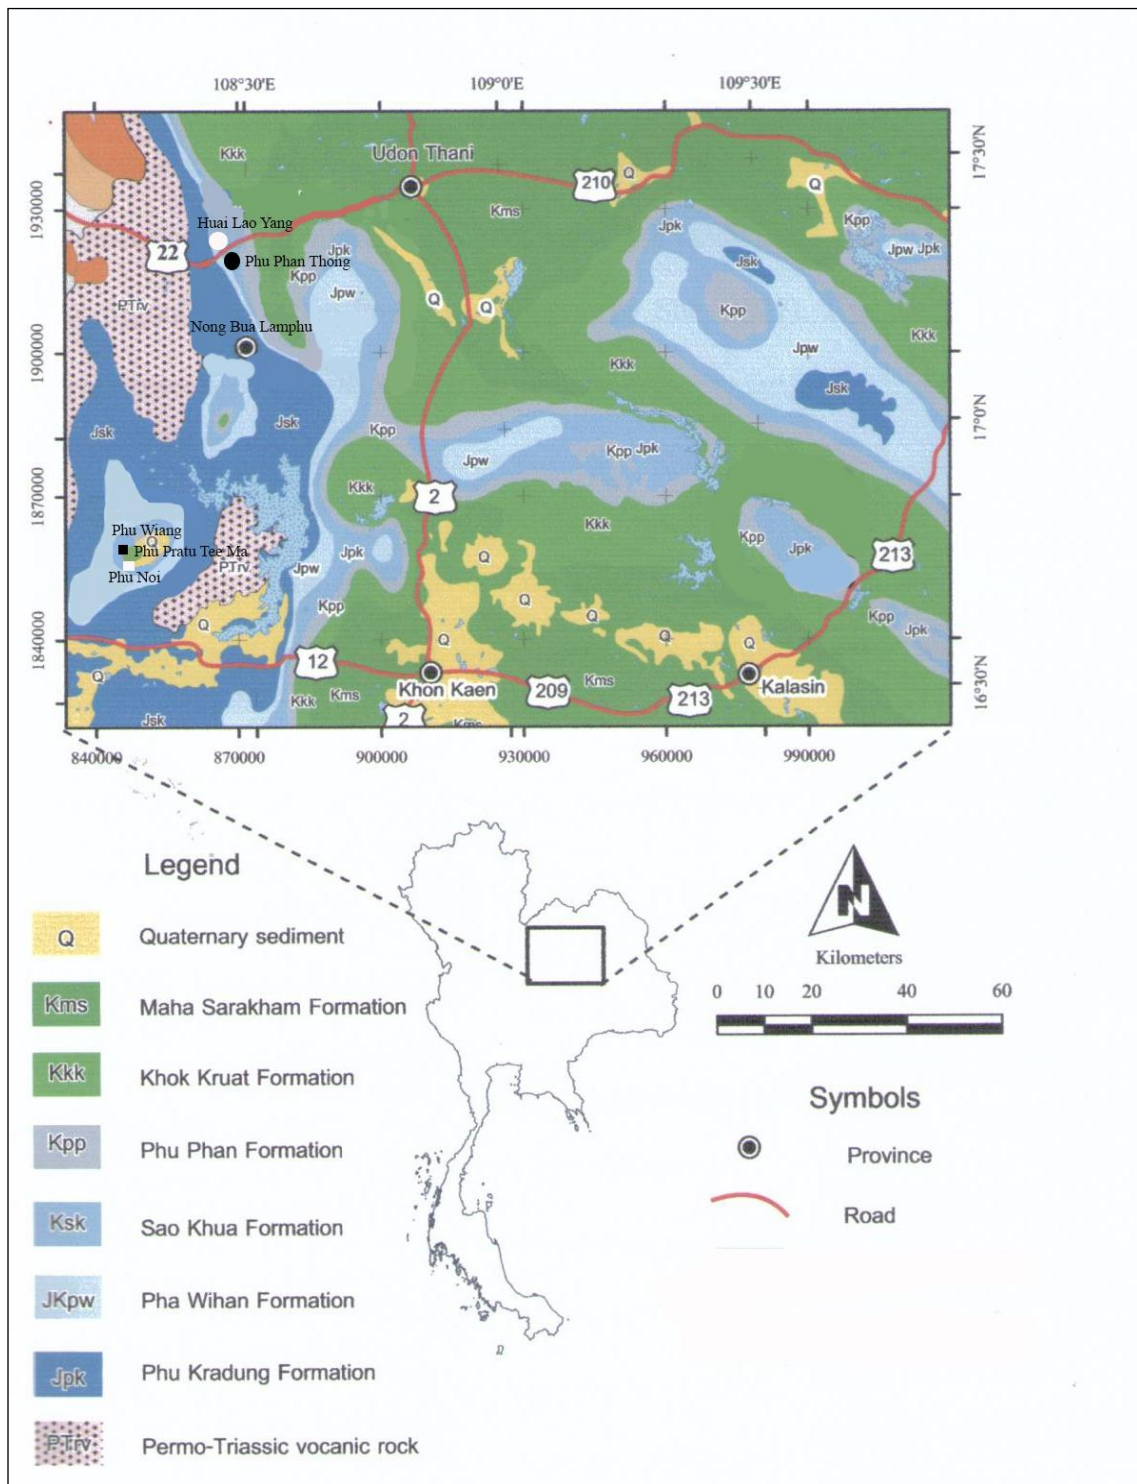 108°30'E
109°0'E
109°30'E
17°30'N
17°0'N
16°30'N
1930000
1900000
1870000
1840000
Kkk
Udon Thani
210
Q
Q
Kms
Huai Lao Yang
22
Phu Phan Thong
Jpk
Kpp
Jpw
Jpk
Jsk
Kpp
Jpw
Jpk
PTrv
Q
Q
Kpp
Nong Bua Lamphu
Kkk
Kkk
Jpw
Jsk
Jsk
Jsk
Kpp
Jpw
Kpp
Jpk
Kkk
2
Kkk
Phu Wiang
Q
Phu Pratu Tee Ma
Phu Noi
PTrv
Jpw
Jpk
Q
Kpp
Jpk
213
Kpp
Q
Q
Kpp
Jpk
Q
Q
Q
Q
Q
12
Khon Kaen
209
Kms
213
Kalasin
Kkk
Kms
Jsk
2
Kms
840000
870000
900000
930000
960000
990000
Legend
Q Quaternary sediment
Kms Maha Sarakham Formation
Kkk Khok Kruat Formation
Kpp Phu Phan Formation
Ksk Sao Khua Formation
JKpw Pha Wihan Formation
Jpk Phu Kradung Formation
PTrv Permo-Triassic vocanic rock
N
Kilometers
0 10 20 40 60
Symbols
Province
Road